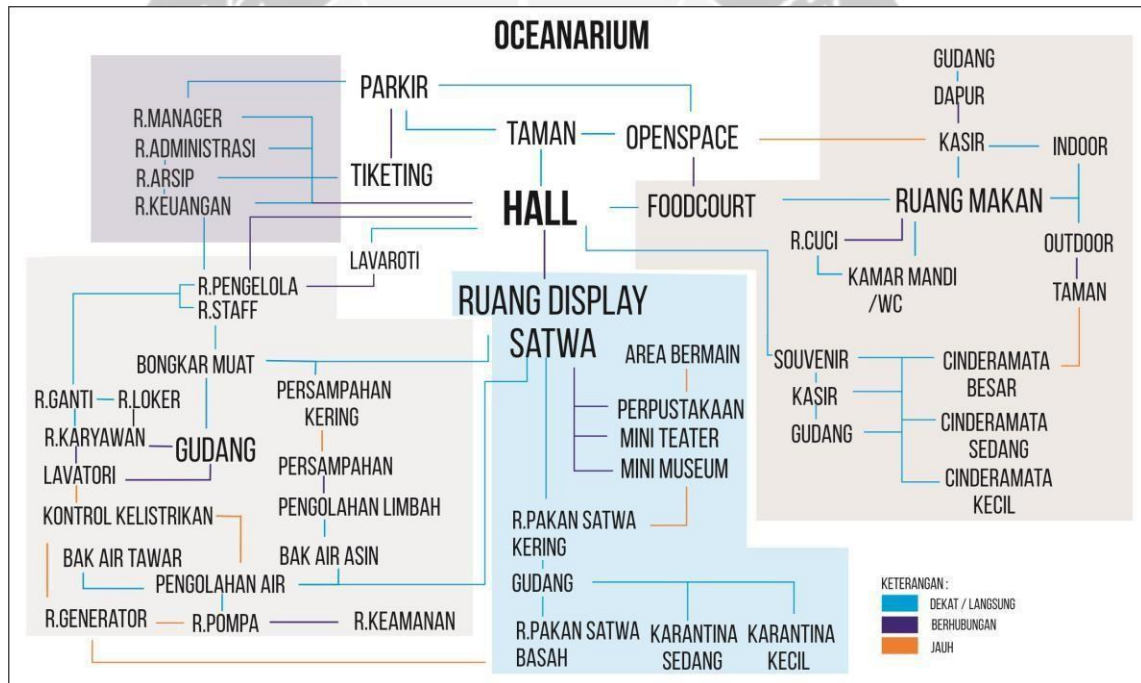 OCEANARIUM
PARKIR
R.MANAGER
R.ADMINISTRASI
R.ARSIP
R.KEUANGAN
TIKETING
TAMAN
OPENSPACE
HALL
FOODCOURT
GUDANG
DAPUR
KASIR
INDOOR
RUANG MAKAN
R.CUCI
OUTDOOR
KAMAR MANDI
/WC
TAMAN
LAVAROTI
R.PENGELOLA
R.STAFF
RUANG DISPLAY
SATWA
BONGKAR MUAT
PERSAMPAHAN
KERING
R.GANTI
R.LOKER
R.KARYAWAN
GUDANG
LAVATORI
PERSAMPAHAN
KONTROL KELISTRIKAN
PENGOLAHAN LIMBAH
BAK AIR TAWAR
BAK AIR ASIN
PENGOLAHAN AIR
R.GENERATOR
R.POMPA
R.KEAMANAN
AREA BERMAIN
PERPUSTAKAAN
MINI TEATER
MINI MUSEUM
R.PAKAN SATWA
KERING
GUDANG
R.PAKAN SATWA
BASAH
KARANTINA
SEDANG
KARANTINA
KECIL
SOUVENIR
KASIR
GUDANG
CINDERAMATA
BESAR
CINDERAMATA
SEDANG
CINDERAMATA
KECIL
KETERANGAN :
DEKAT / LANGSUNG
BERHUBUNGAN
JAUH